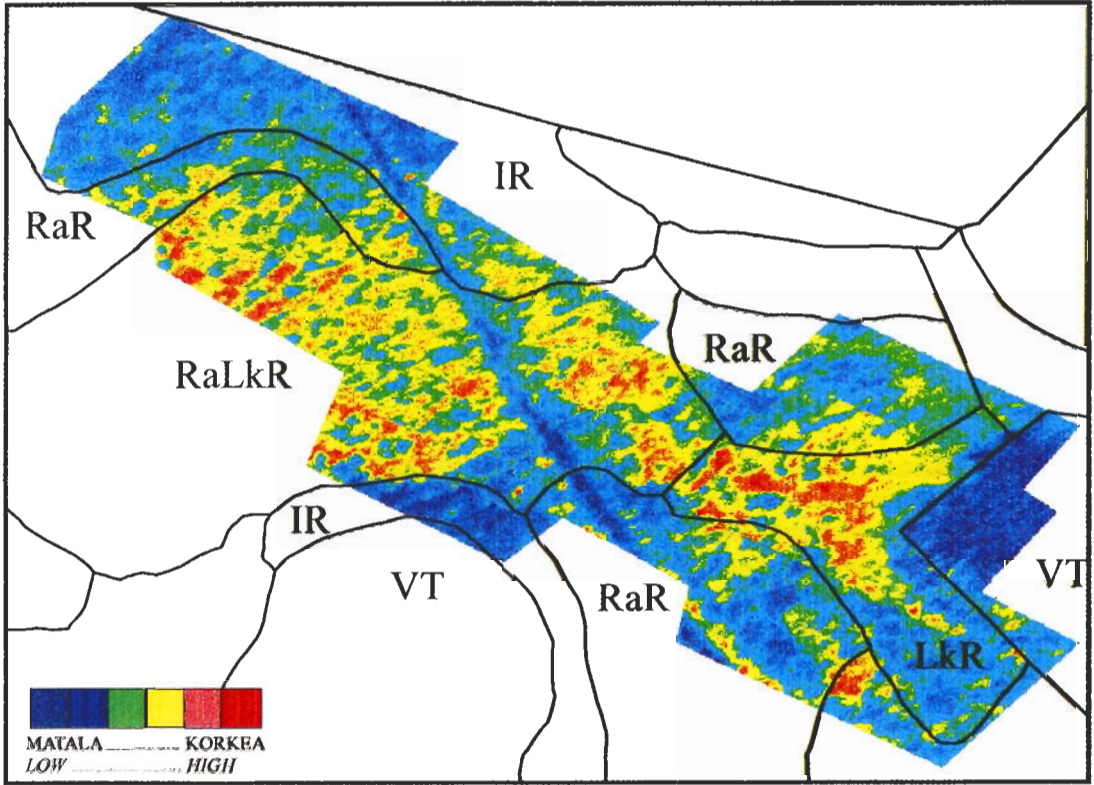 IR
RaR
RaR
RaLkR
IR
VT
RaR
VT
LkR
MATALA ............ KORKEA
LOW ............ HIGH